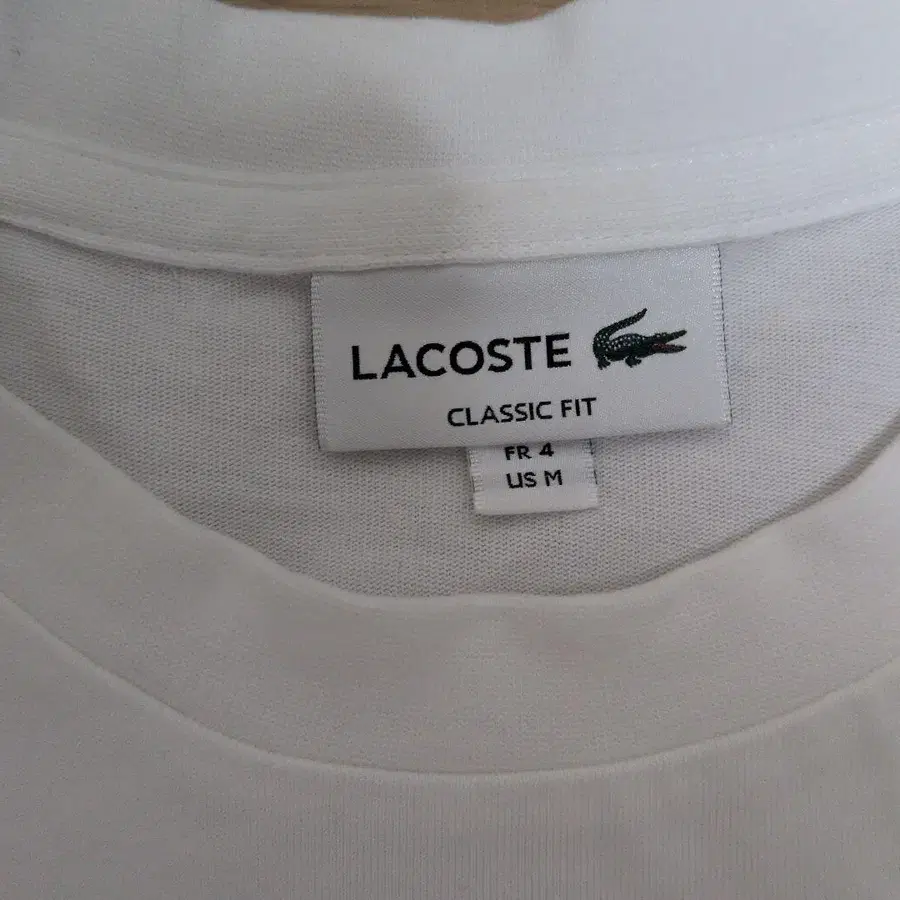 LACOSTE
CLASSIC FIT
FR 4
US M